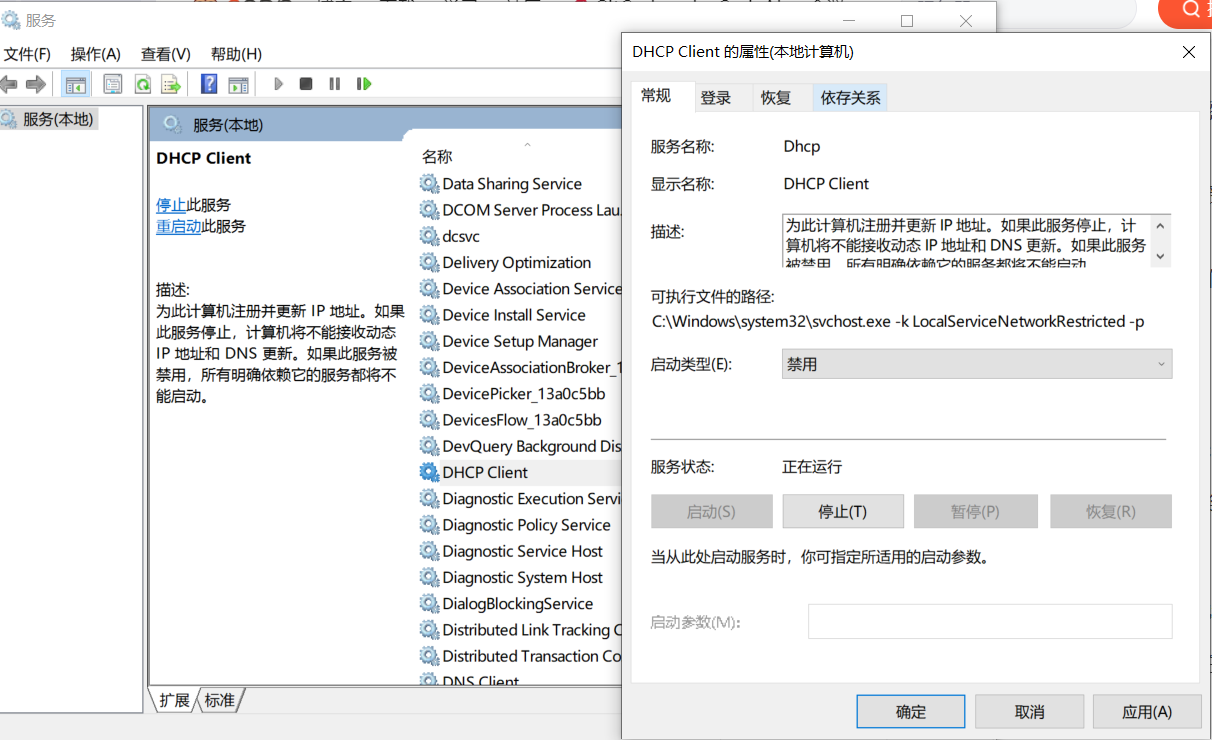 服务
文件(F) 操作(A) 查看(V) 帮助(H)
服务(本地)
服务(本地)
DHCP Client
停止此服务
重启动此服务
描述:
为此计算机注册并更新 IP 地址。如果
此服务停止，计算机将不能接收动态
IP 地址和 DNS 更新。如果此服务被
禁用，所有明确依赖它的服务都将不
能启动。
名称
Data Sharing Service
DCOM Server Process Lau
dcsvc
Delivery Optimization
Device Association Service
Device Install Service
Device Setup Manager
DeviceAssociationBroker_1
DevicePicker_13a0c5bb
DevicesFlow_13a0c5bb
DevQuery Background Dis
DHCP Client
Diagnostic Execution Servi
Diagnostic Policy Service
Diagnostic Service Host
Diagnostic System Host
DialogBlockingService
Distributed Link Tracking C
Distributed Transaction Co
DNS Client
扩展 标准
DHCP Client 的属性(本地计算机)
常规 登录 恢复 依存关系
服务名称: Dhcp
显示名称: DHCP Client
描述: 为此计算机注册并更新 IP 地址。如果此服务停止，计
算机将不能接收动态 IP 地址和 DNS 更新。如果此服务
被禁用，所有明确依赖它的服务都将不能启动
可执行文件的路径:
C:\Windows\system32\svchost.exe -k LocalServiceNetworkRestricted -p
启动类型(E): 禁用
服务状态: 正在运行
启动(S) 停止(T) 暂停(P) 恢复(R)
当从此处启动服务时，你可指定所适用的启动参数。
启动参数(M):
确定 取消 应用(A)